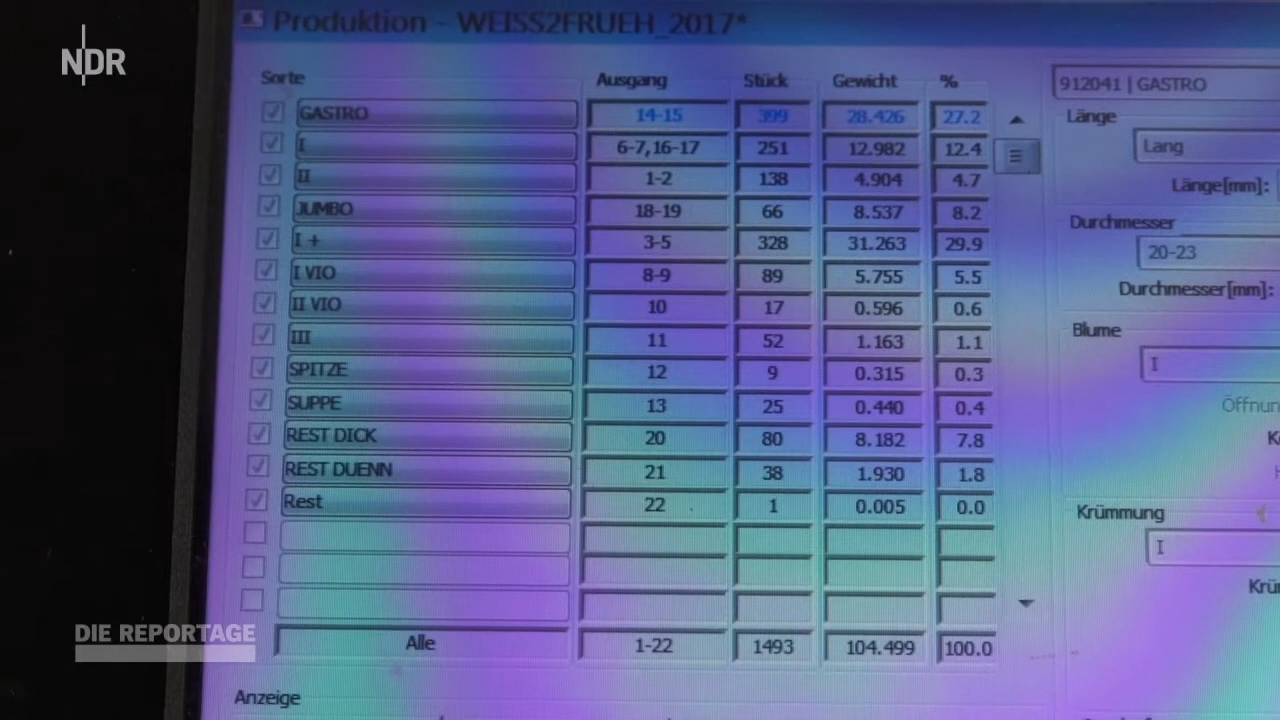 NDR
Produktion - WEISS2FRUEH_2017*
Sorte Ausgang Stück Gewicht %
GASTRO 14-15 399 28.426 27.2
I 6-7,16-17 251 12.982 12.4
II 1-2 138 4.904 4.7
JUMBO 18-19 66 8.537 8.2
I + 3-5 328 31.263 29.9
I VIO 8-9 89 5.755 5.5
II VIO 10 17 0.596 0.6
III 11 52 1.163 1.1
SPITZE 12 9 0.315 0.3
SUPPE 13 25 0.440 0.4
REST DICK 20 80 8.182 7.8
REST DUENN 21 38 1.930 1.8
Rest 22 1 0.005 0.0
Alle 1-22 1493 104.499 100.0
Anzeige
912041 | GASTRO
Länge
Lang
Länge[mm]:
Durchmesser
20-23
Durchmesser[mm]:
Blume
I
Öffnun
Krümmung
I
Krü
DIE REPORTAGE